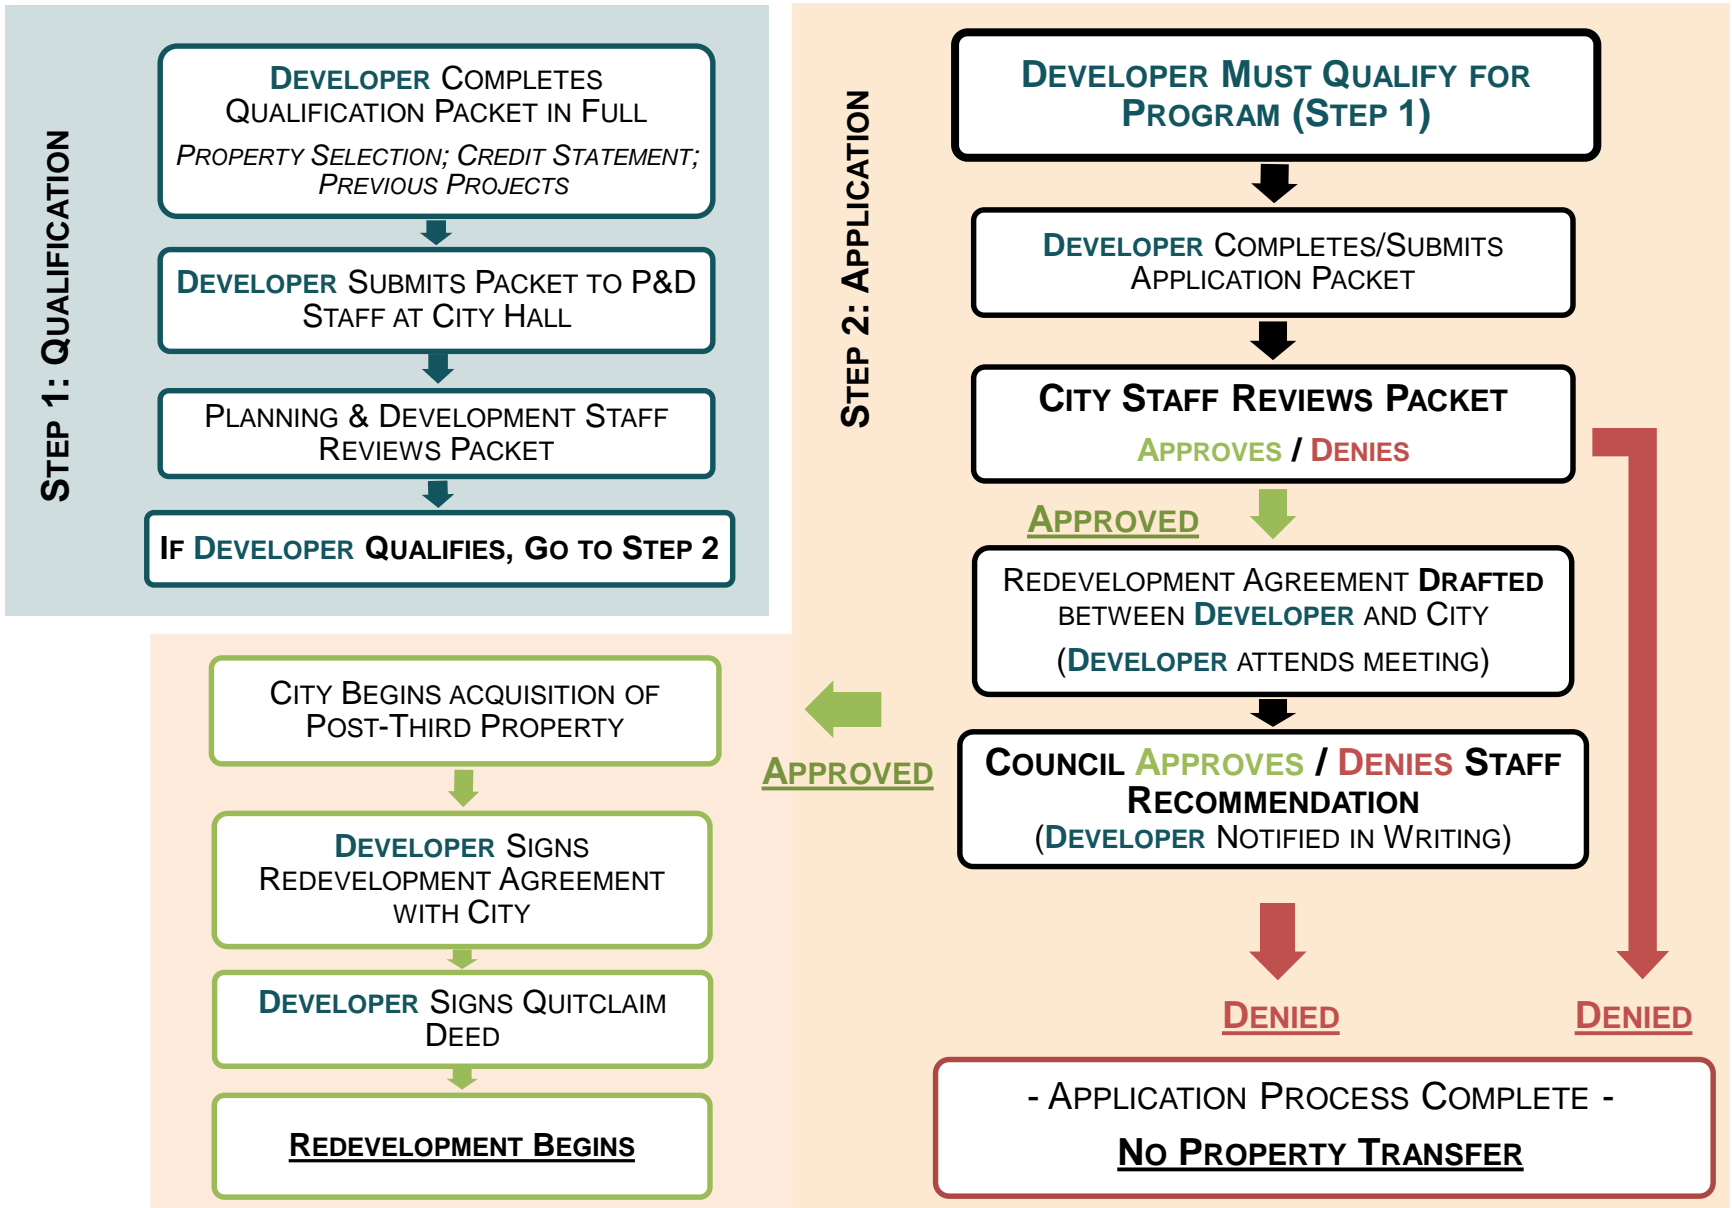 STEP 1: QUALIFICATION
DEVELOPER COMPLETES
QUALIFICATION PACKET IN FULL
PROPERTY SELECTION; CREDIT STATEMENT;
PREVIOUS PROJECTS
DEVELOPER SUBMITS PACKET TO P&D
STAFF AT CITY HALL
PLANNING & DEVELOPMENT STAFF
REVIEWS PACKET
IF DEVELOPER QUALIFIES, GO TO STEP 2
STEP 2: APPLICATION
DEVELOPER MUST QUALIFY FOR
PROGRAM (STEP 1)
DEVELOPER COMPLETES/SUBMITS
APPLICATION PACKET
CITY STAFF REVIEWS PACKET
APPROVES / DENIES
APPROVED
REDEVELOPMENT AGREEMENT DRAFTED
BETWEEN DEVELOPER AND CITY
(DEVELOPER ATTENDS MEETING)
COUNCIL APPROVES / DENIES STAFF
RECOMMENDATION
(DEVELOPER NOTIFIED IN WRITING)
APPROVED
CITY BEGINS ACQUISITION OF
POST-THIRD PROPERTY
DEVELOPER SIGNS
REDEVELOPMENT AGREEMENT
WITH CITY
DEVELOPER SIGNS QUITCLAIM
DEED
REDEVELOPMENT BEGINS
DENIED
DENIED
- APPLICATION PROCESS COMPLETE -
NO PROPERTY TRANSFER